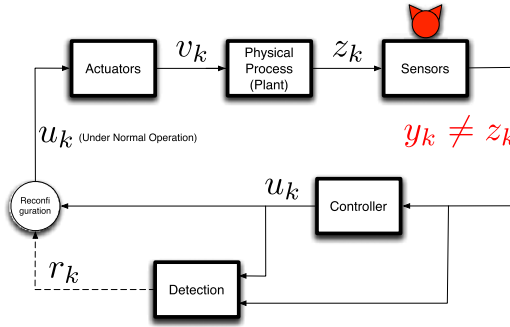 Actuators
v_k
Physical
Process
(Plant)
z_k
Sensors
y_k ≠ z_k
u_k (Under Normal Operation)
Reconfi
guration
u_k
Controller
r_k
Detection